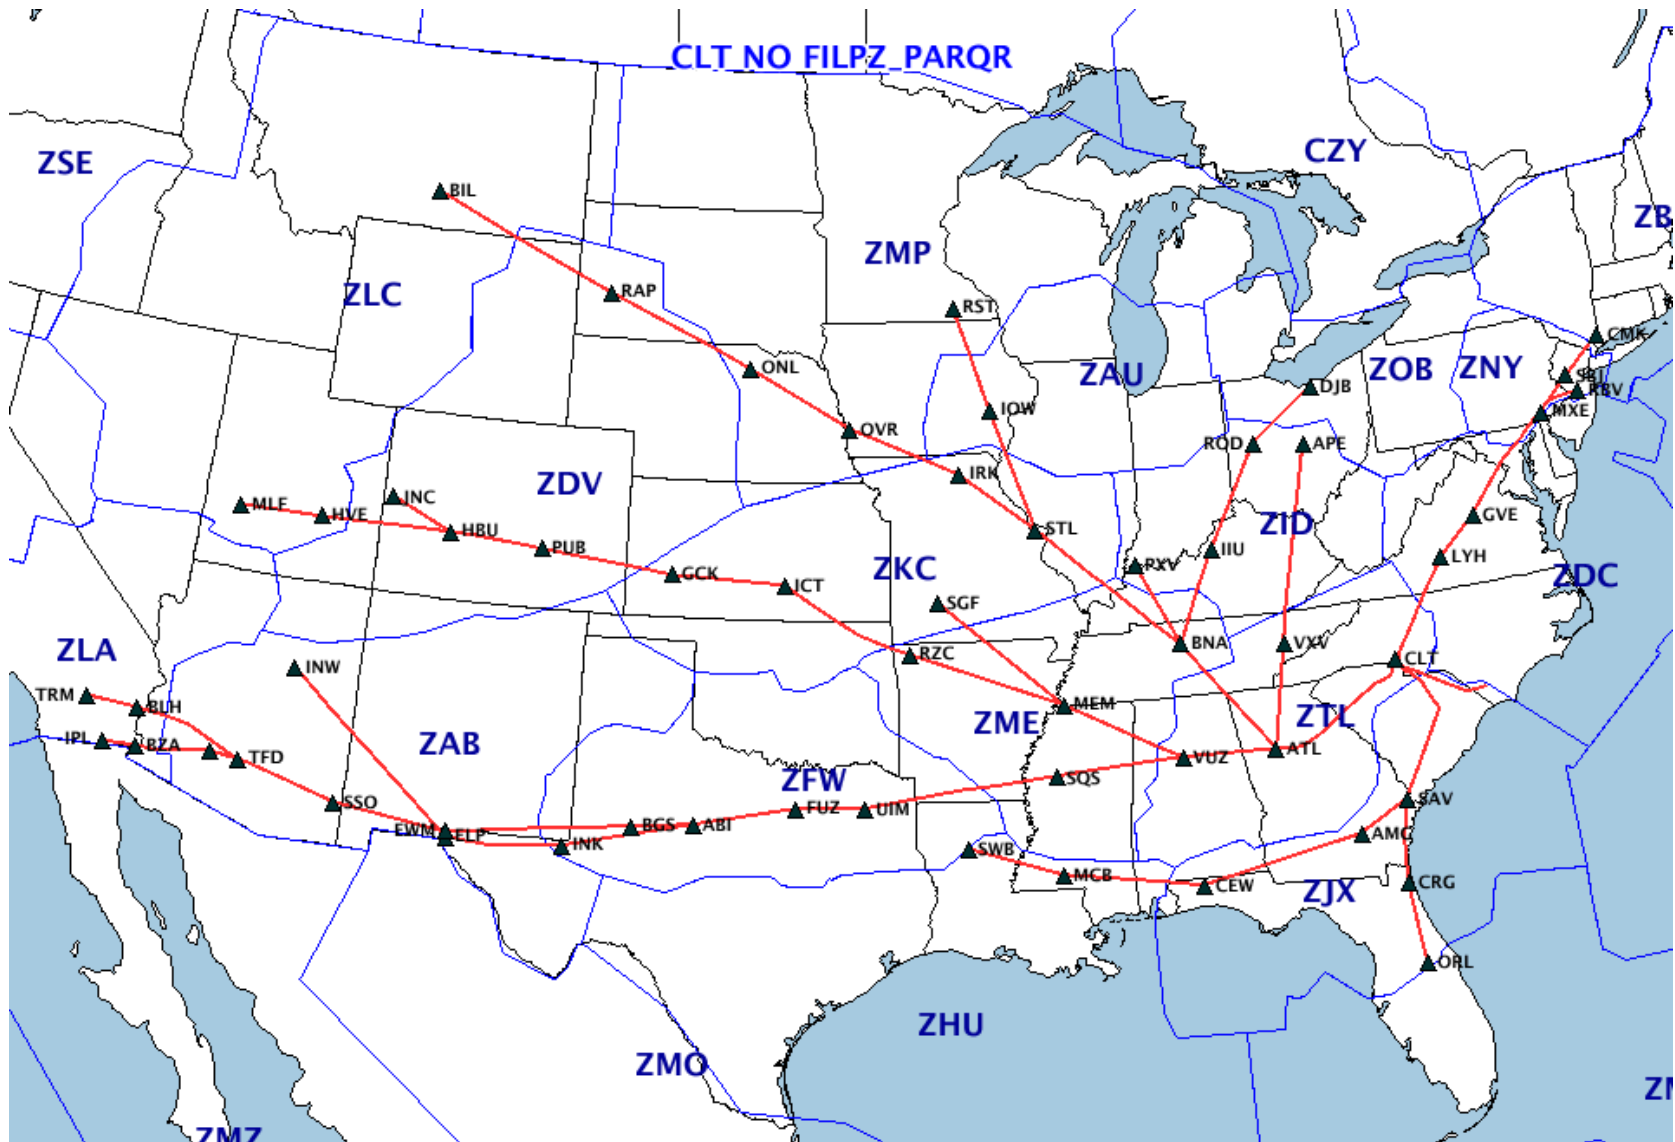 CLT NO FILPZ_PARQR
ZSE
CZY
BIL
ZB
ZMP
ZLC
RAP
RST
CMK
ONL
ZAU
ZOB
ZNY
SBJ
DJB
RBV
IOW
MXE
OVR
ROD
APE
IRK
ZDV
INC
MLF
HVE
GVE
ZID
HBU
STL
PUB
IIU
LYH
PXV
ZKC
GCK
ZDC
ICT
SGF
BNA
VXV
ZLA
RZC
CLT
INW
TRM
BLH
MEM
ZME
ZTL
IPL
BZA
ZAB
ATL
TFD
VUZ
ZFW
SQS
SSO
FUZ
UIM
SAV
EWM
BGS
ABI
ELP
AMG
INK
SWB
MCB
CEW
ZJX
CRG
ORL
ZHU
ZMO
ZMZ